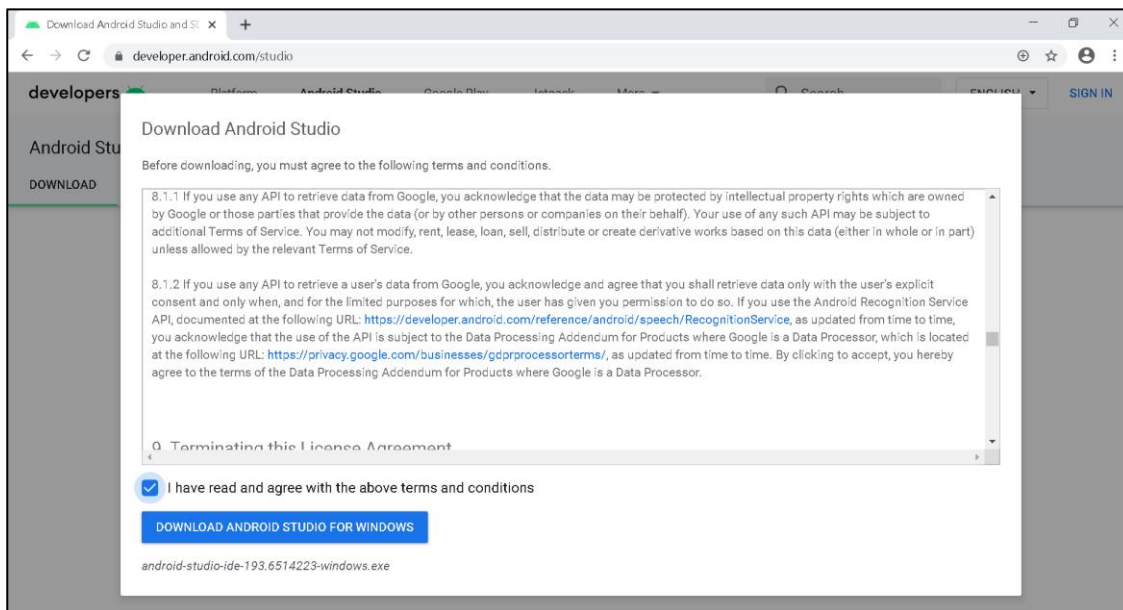 Download Android Studio and S
developer.android.com/studio
developers
Platform Android Studio Google Play Jetpack More Search ENGLISH SIGN IN
Android Stu
DOWNLOAD
Download Android Studio
Before downloading, you must agree to the following terms and conditions.
8.1.1 If you use any API to retrieve data from Google, you acknowledge that the data may be protected by intellectual property rights which are owned
by Google or those parties that provide the data (or by other persons or companies on their behalf). Your use of any such API may be subject to
additional Terms of Service. You may not modify, rent, lease, loan, sell, distribute or create derivative works based on this data (either in whole or in part)
unless allowed by the relevant Terms of Service.
8.1.2 If you use any API to retrieve a user's data from Google, you acknowledge and agree that you shall retrieve data only with the user's explicit
consent and only when, and for the limited purposes for which, the user has given you permission to do so. If you use the Android Recognition Service
API, documented at the following URL: https://developer.android.com/reference/android/speech/RecognitionService, as updated from time to time,
you acknowledge that the use of the API is subject to the Data Processing Addendum for Products where Google is a Data Processor, which is located
at the following URL: https://privacy.google.com/businesses/gdprprocessorterms/, as updated from time to time. By clicking to accept, you hereby
agree to the terms of the Data Processing Addendum for Products where Google is a Data Processor.
9. Terminating this License Agreement
I have read and agree with the above terms and conditions
DOWNLOAD ANDROID STUDIO FOR WINDOWS
android-studio-ide-193.6514223-windows.exe